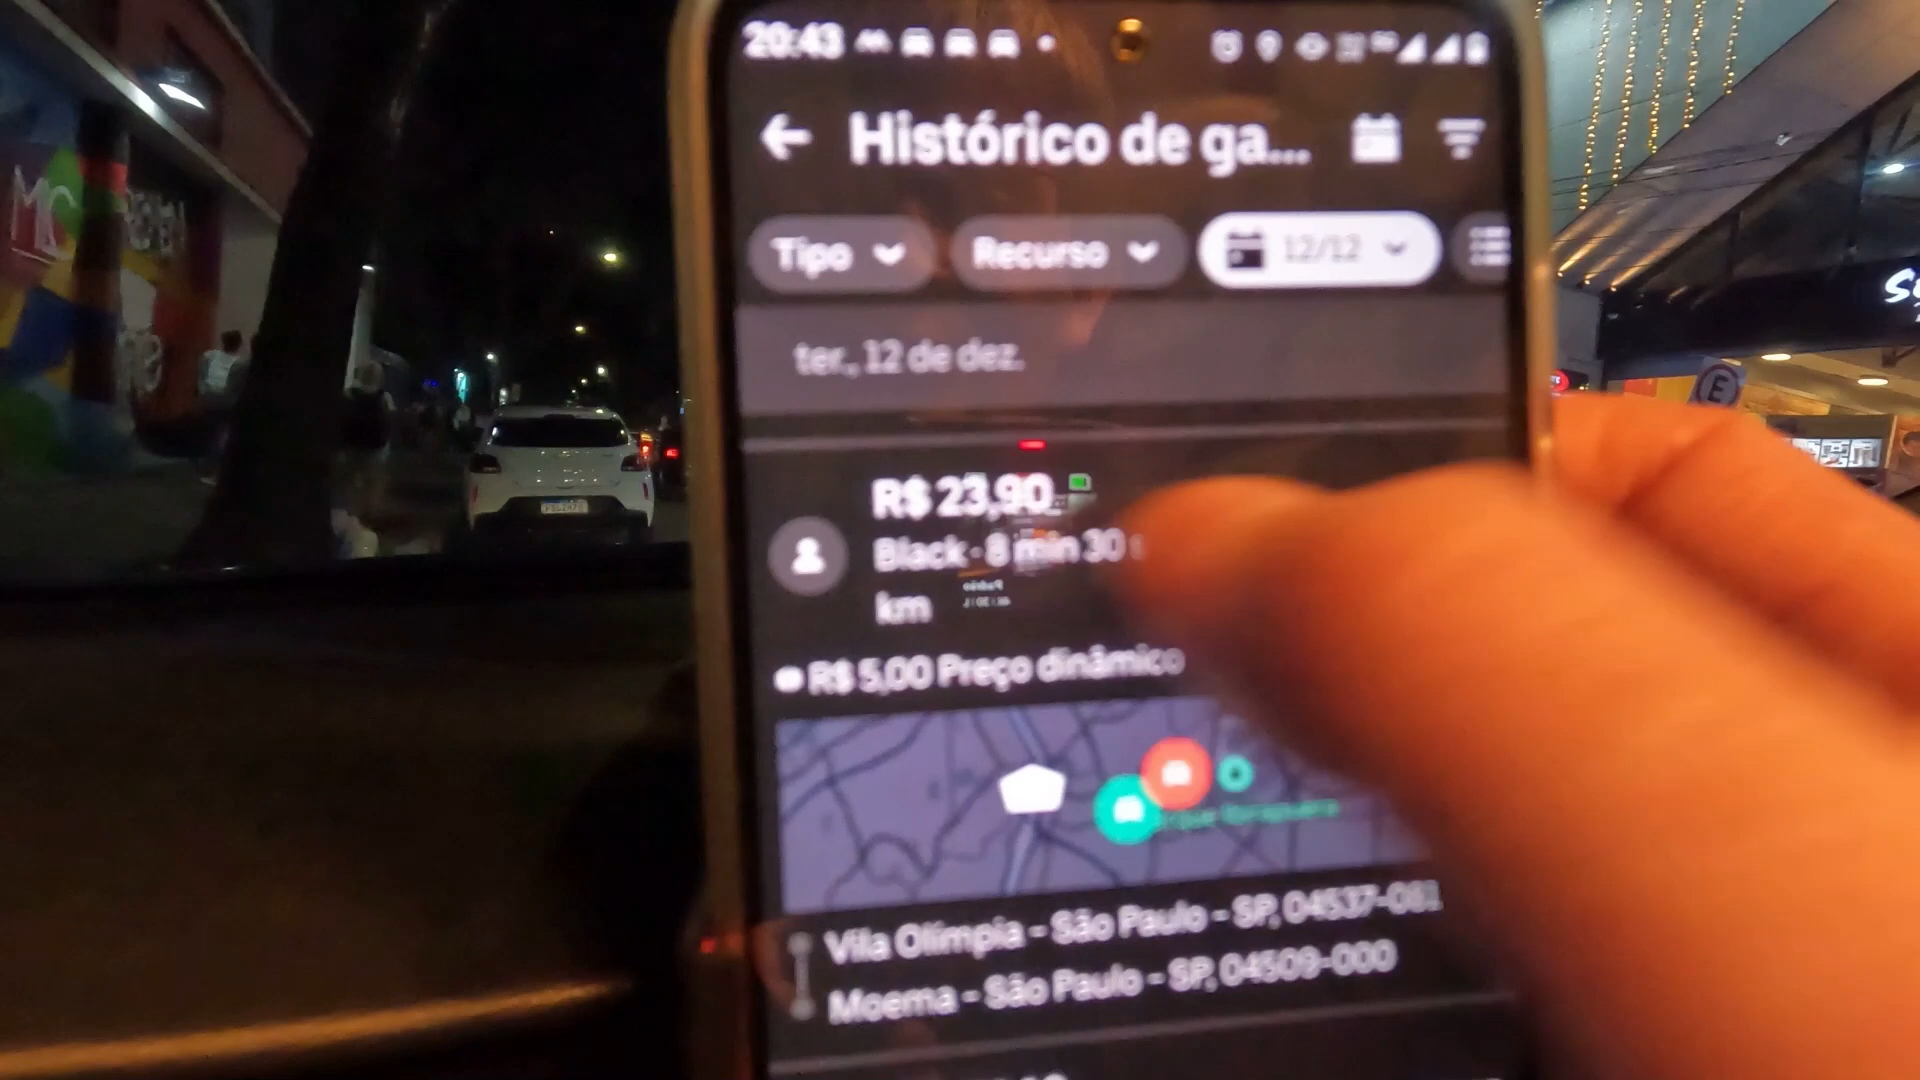 20:43
Histórico de ga...
Tipo
Recurso
12/12
ter., 12 de dez.
R$ 23,90
Black · 8 min 30
km
R$ 5,00 Preço dinâmico
Vila Olímpia - São Paulo - SP, 04537-081
Moema - São Paulo - SP, 04509-000
MC
E